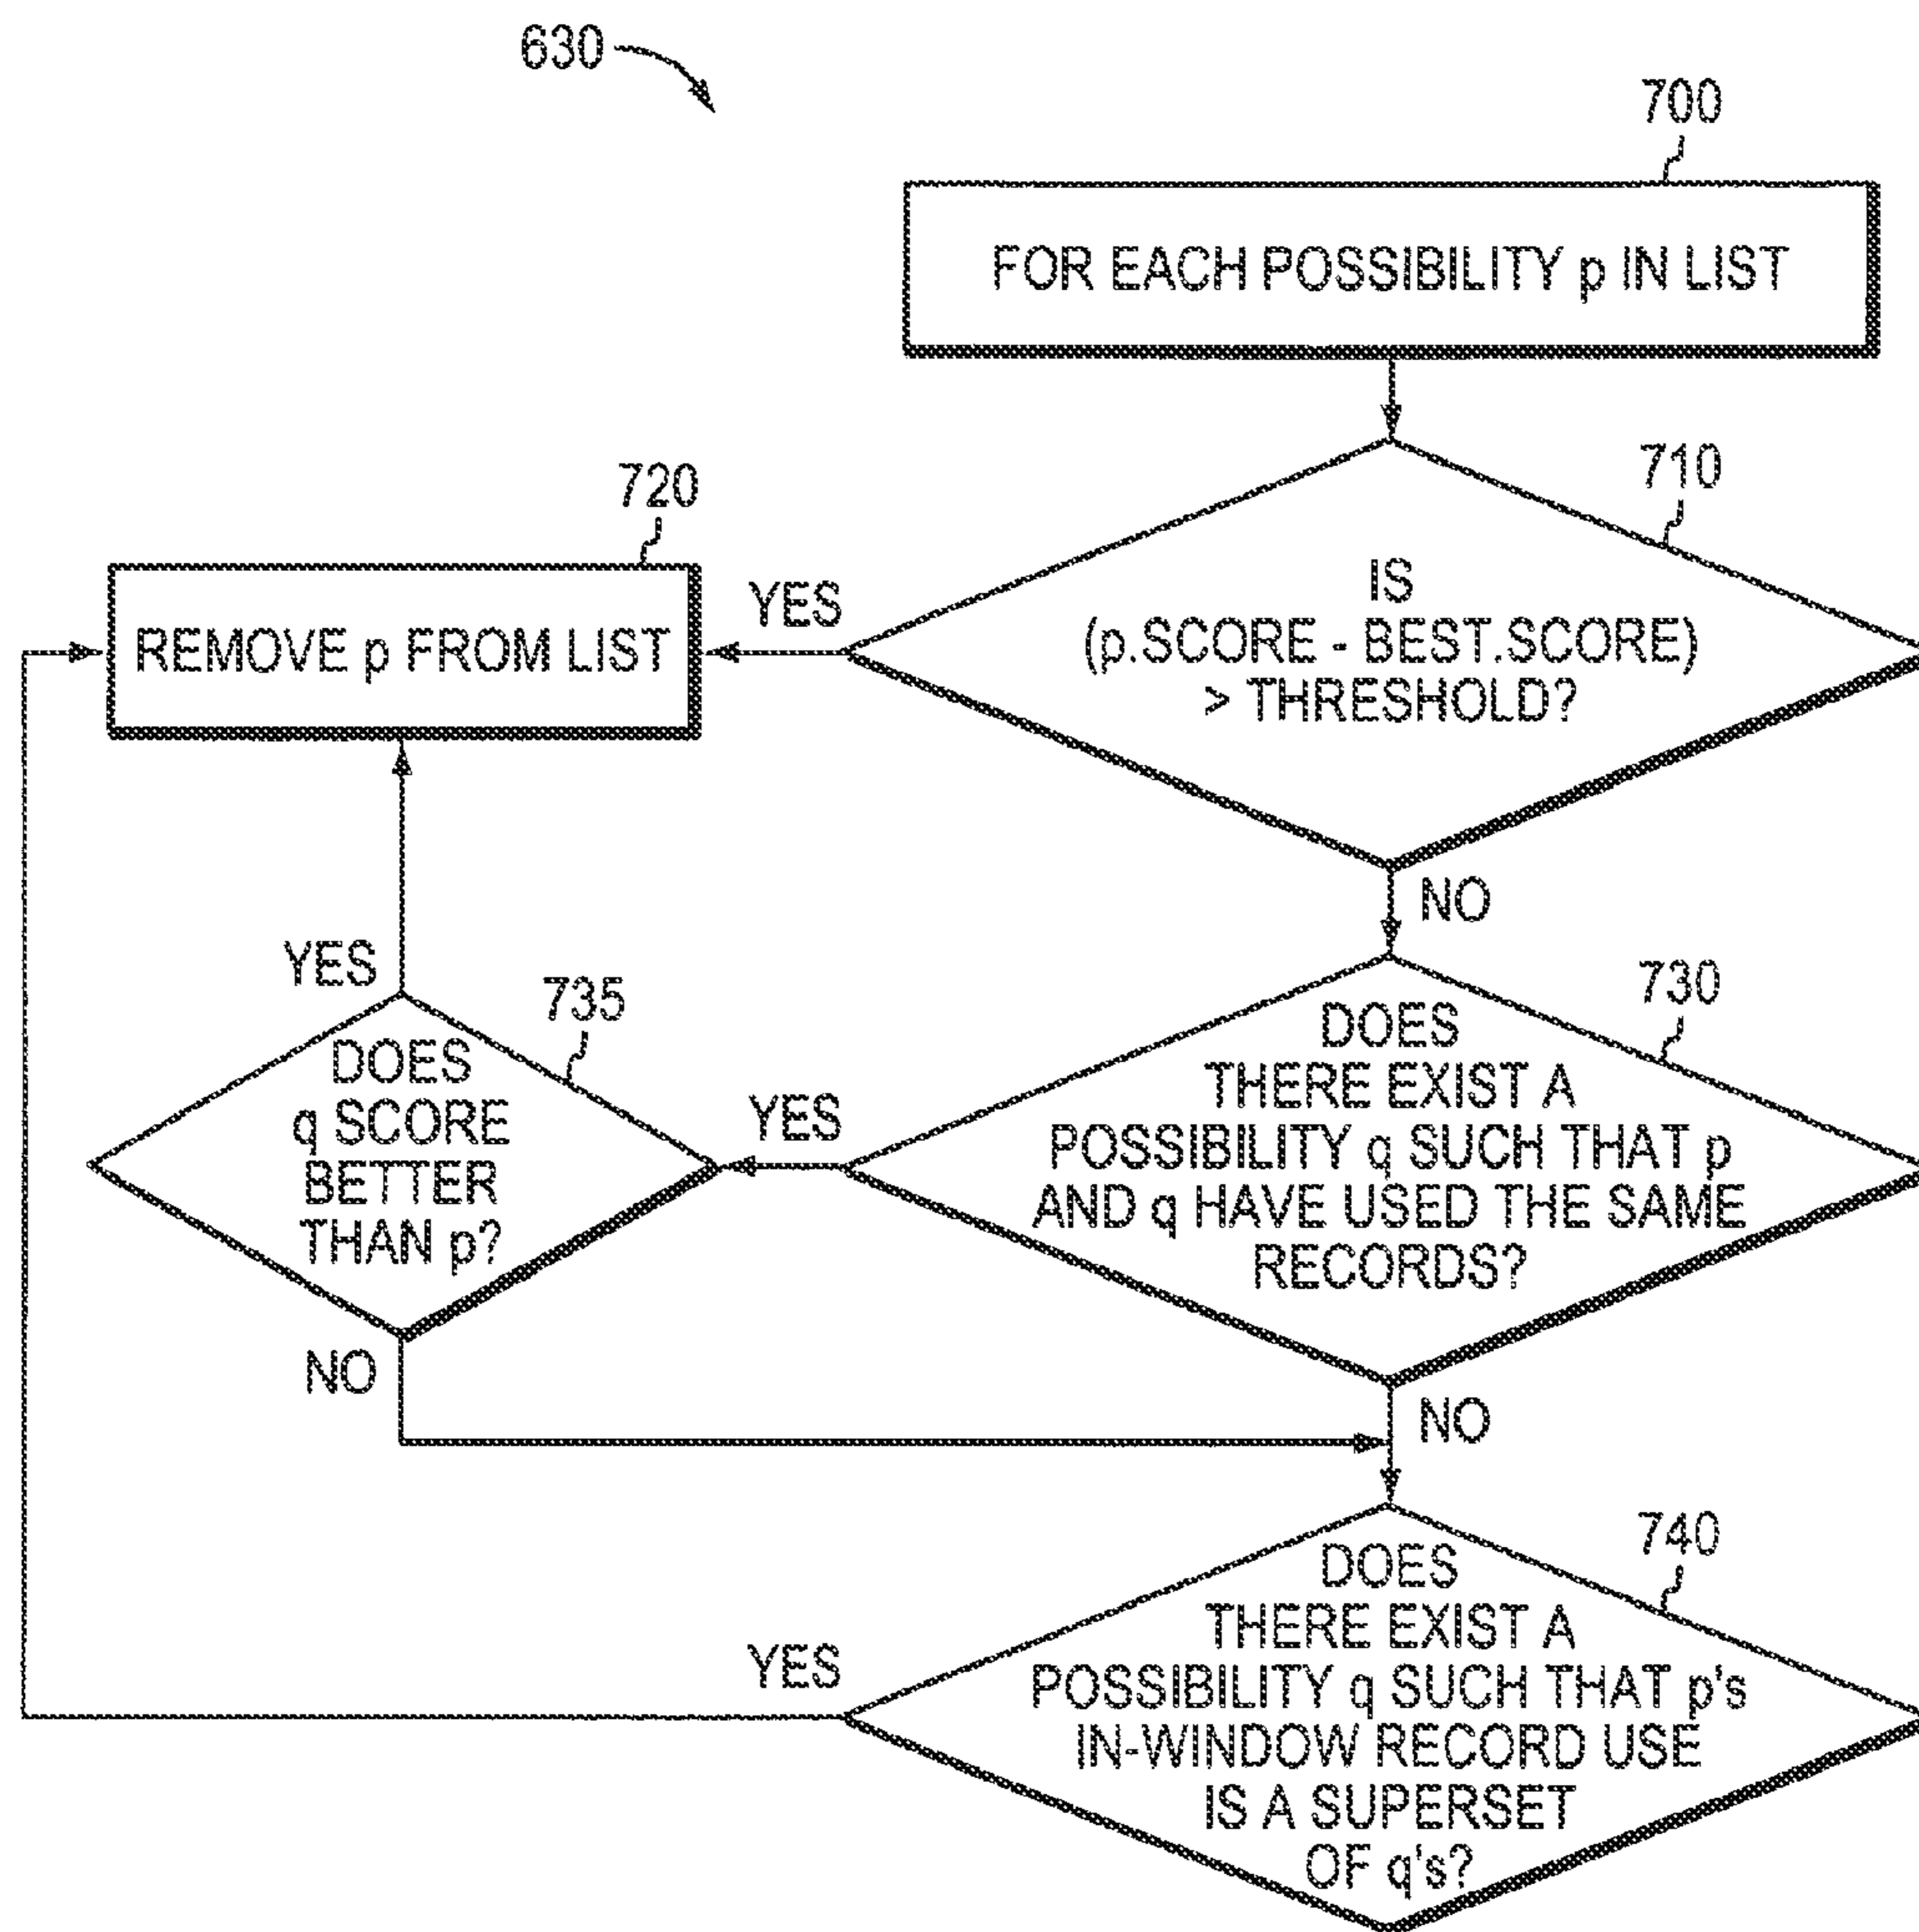 630
700
FOR EACH POSSIBILITY p IN LIST
710
IS
(p.SCORE - BEST.SCORE)
> THRESHOLD?
YES
720
REMOVE p FROM LIST
NO
730
DOES
THERE EXIST A
POSSIBILITY q SUCH THAT p
AND q HAVE USED THE SAME
RECORDS?
YES
735
DOES
q SCORE
BETTER
THAN p?
YES
NO
NO
740
DOES
THERE EXIST A
POSSIBILITY q SUCH THAT p's
IN-WINDOW RECORD USE
IS A SUPERSET
OF q's?
YES